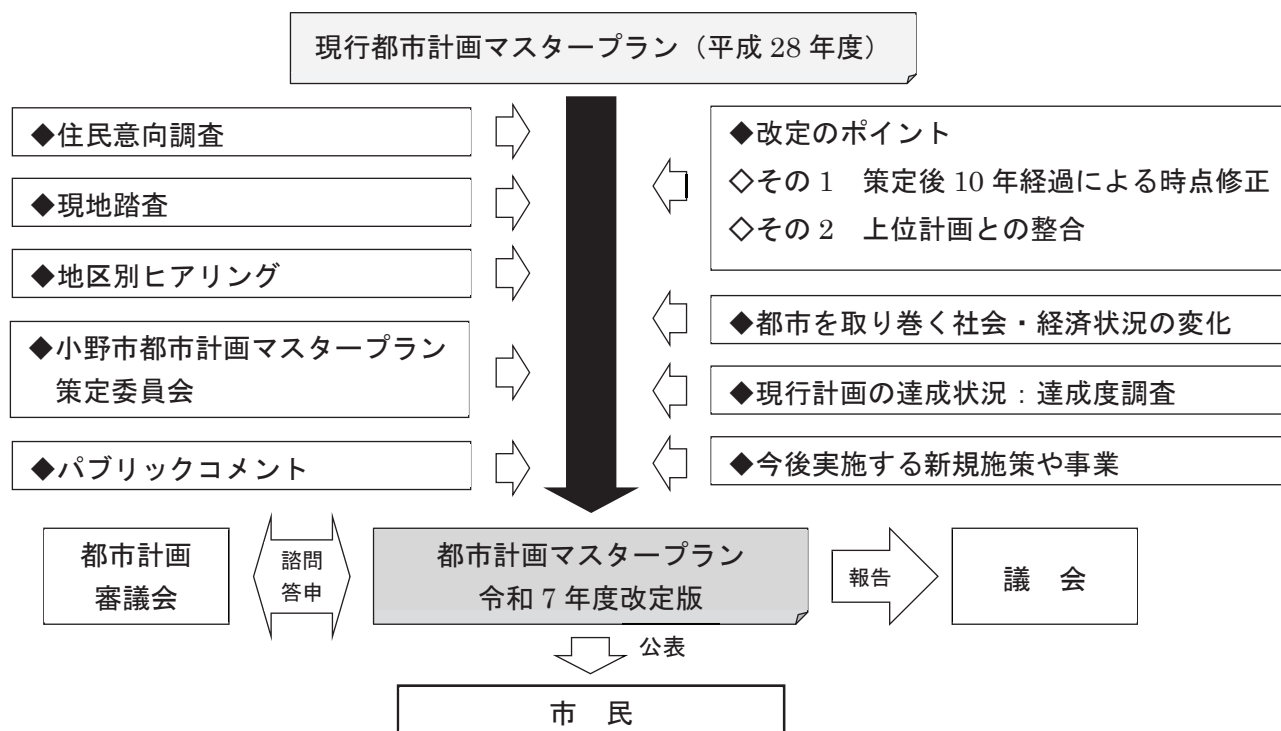 現行都市計画マスタープラン（平成 28 年度）
◆住民意向調査
◆現地踏査
◆地区別ヒアリング
◆小野市都市計画マスタープラン
策定委員会
◆パブリックコメント
◆改定のポイント
◇その 1　策定後 10 年経過による時点修正
◇その 2　上位計画との整合
◆都市を取り巻く社会・経済状況の変化
◆現行計画の達成状況：達成度調査
◆今後実施する新規施策や事業
都市計画
審議会
諮問
答申
都市計画マスタープラン
令和 7 年度改定版
報告
議　会
公表
市　民